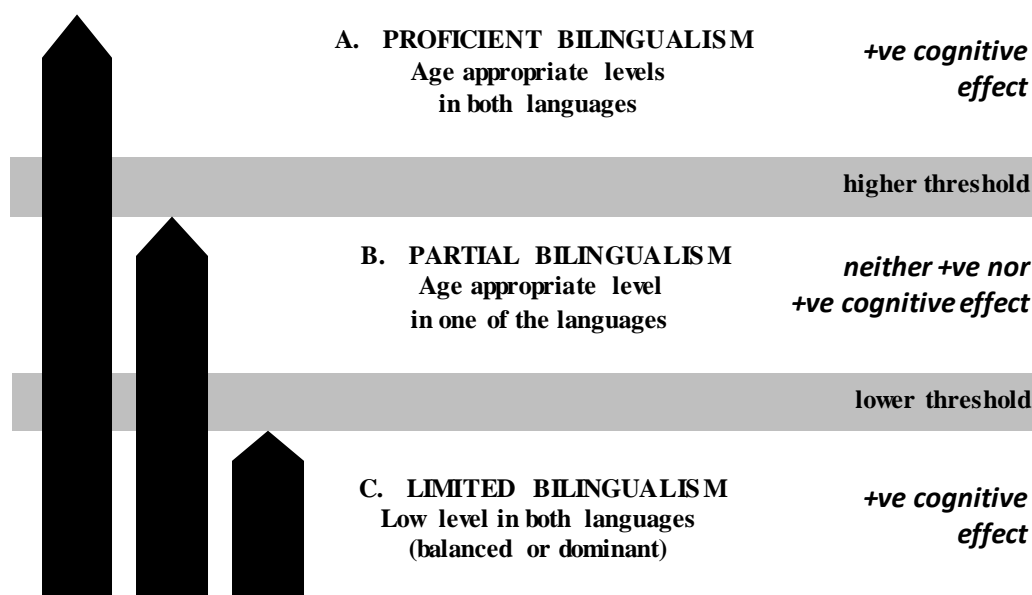 A. PROFICIENT BILINGUALISM
Age appropriate levels
in both languages
+ve cognitive
effect
higher threshold
B. PARTIAL BILINGUALISM
Age appropriate level
in one of the languages
neither +ve nor
+ve cognitive effect
lower threshold
C. LIMITED BILINGUALISM
Low level in both languages
(balanced or dominant)
+ve cognitive
effect